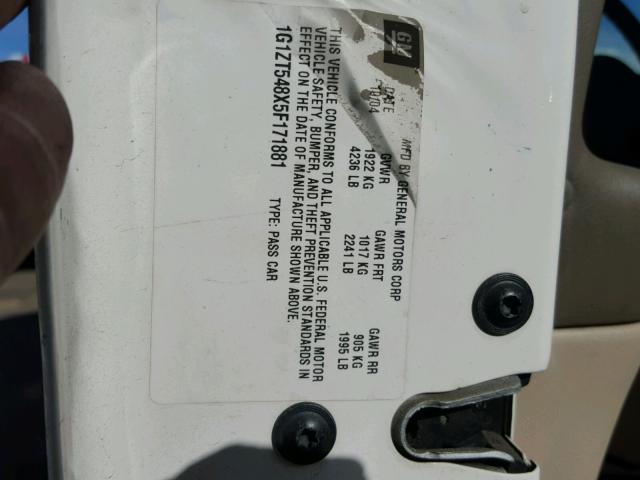 GM
MFD BY GENERAL MOTORS CORP
DATE GVWR GAWR FRT GAWR RR
10/04 1922 KG 1017 KG 905 KG
4236 LB 2241 LB 1995 LB
THIS VEHICLE CONFORMS TO ALL APPLICABLE U.S. FEDERAL MOTOR
VEHICLE SAFETY, BUMPER, AND THEFT PREVENTION STANDARDS IN
EFFECT ON THE DATE OF MANUFACTURE SHOWN ABOVE.
1G1ZT548X5F171881 TYPE: PASS CAR